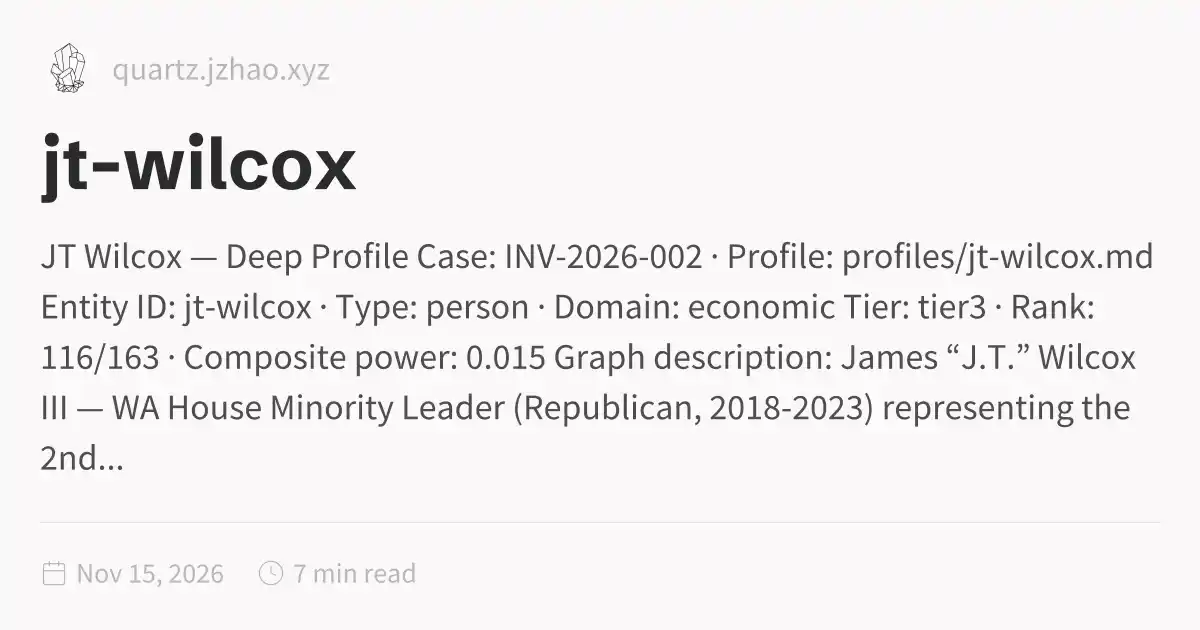 quartz.jzhao.xyz
jt-wilcox
JT Wilcox — Deep Profile Case: INV-2026-002 · Profile: profiles/jt-wilcox.md
Entity ID: jt-wilcox · Type: person · Domain: economic Tier: tier3 · Rank:
116/163 · Composite power: 0.015 Graph description: James “J.T.” Wilcox
III — WA House Minority Leader (Republican, 2018-2023) representing the
2nd...
Nov 15, 2026 7 min read